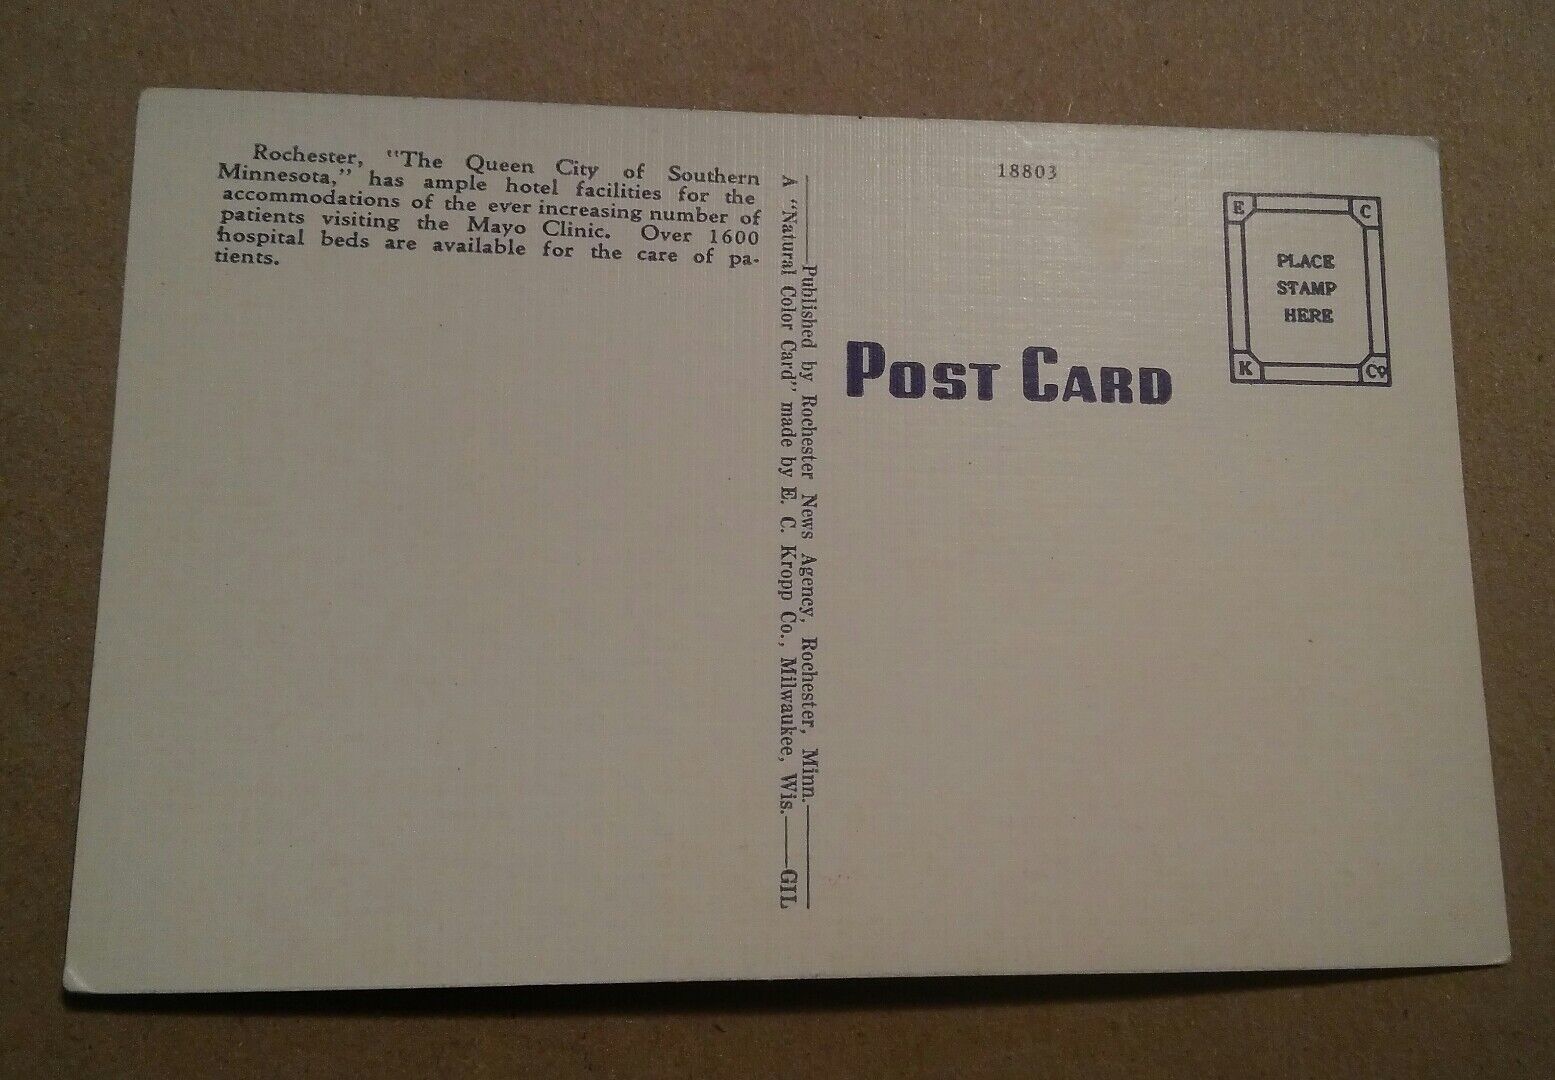 Rochester, "The Queen City of Southern
Minnesota," has ample hotel facilities for the
accommodations of the ever increasing number of
patients visiting the Mayo Clinic. Over 1600
hospital beds are available for the care of pa-
tients.
Published by Rochester News Agency, Rochester, Minn.
A "Natural Color Card" made by E. C. Kropp Co., Milwaukee, Wis.—GIL
18803
POST CARD
E C
PLACE
STAMP
HERE
K Co